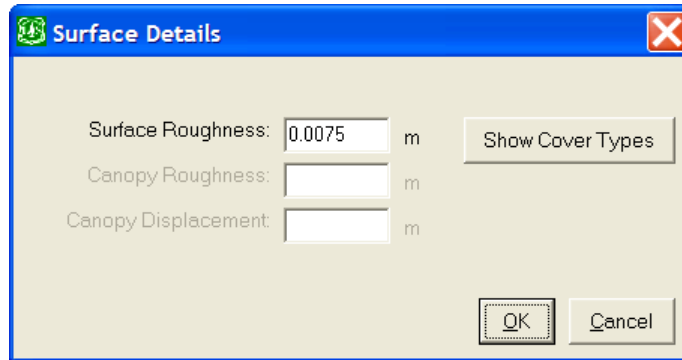 Surface Details
Surface Roughness: 0.0075 m Show Cover Types
Canopy Roughness: m
Canopy Displacement: m
OK Cancel